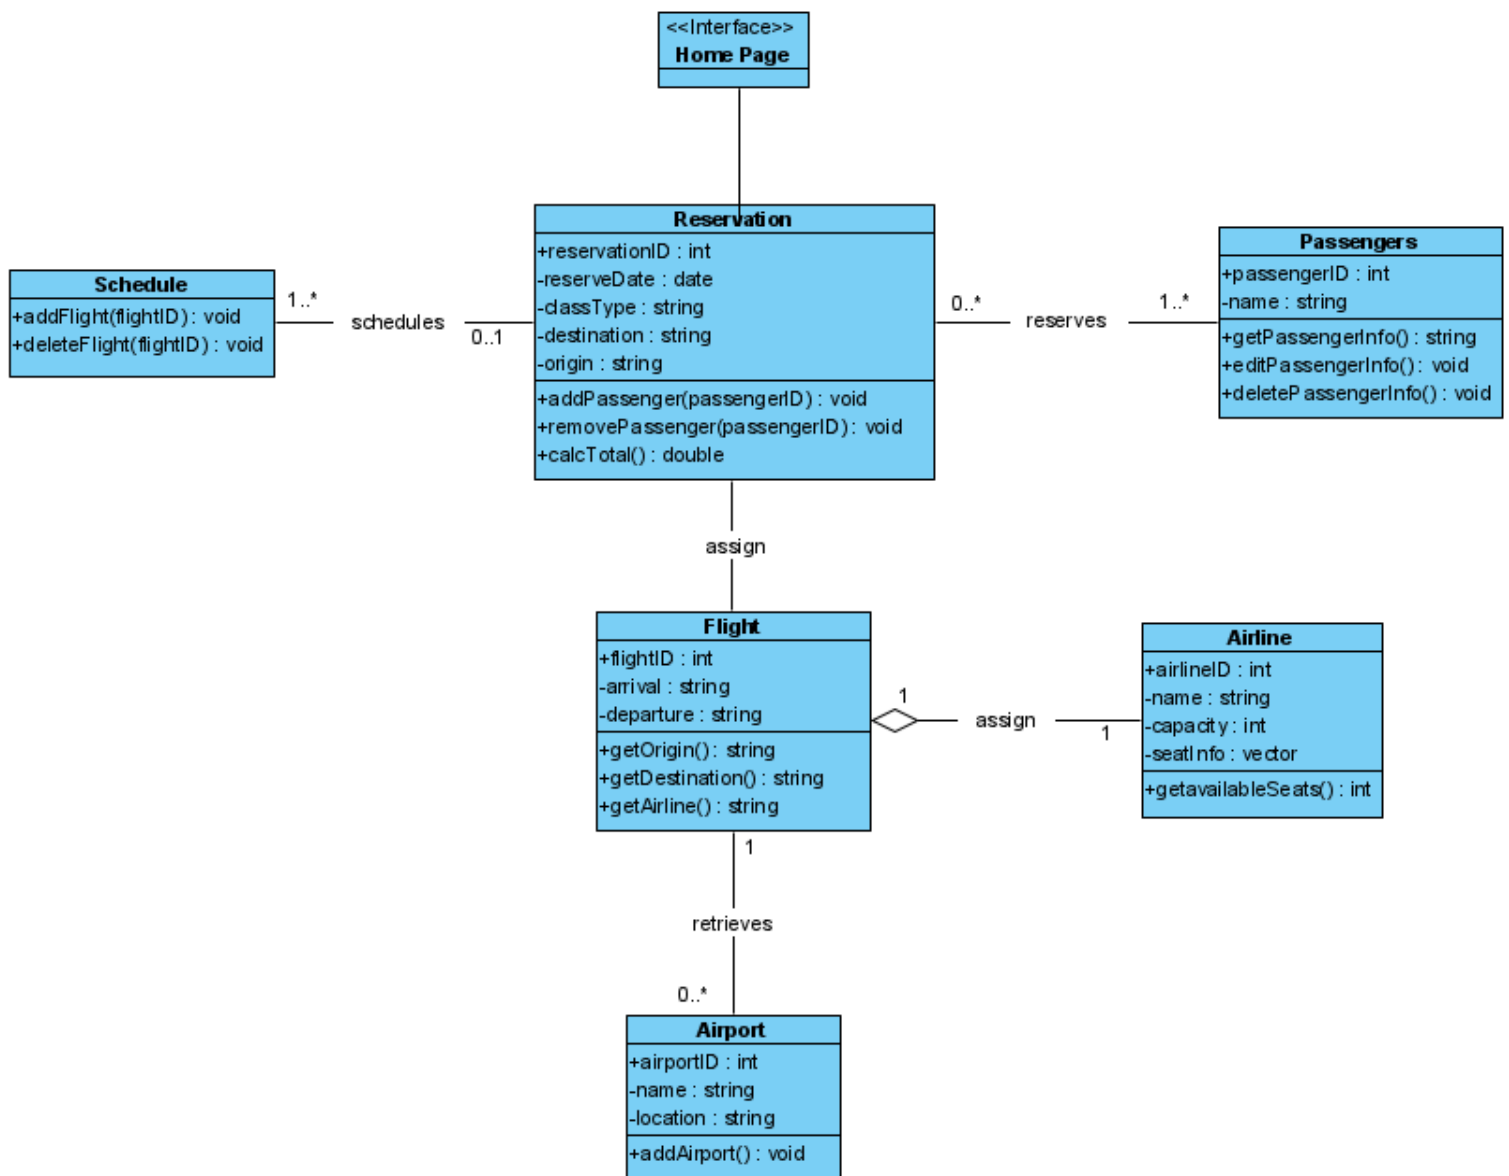 <<Interface>>
Home Page
Reservation
+reservationID : int
-reserveDate : date
-classType : string
-destination : string
-origin : string
+addPassenger(passengerID) : void
+removePassenger(passengerID) : void
+calcTotal() : double
Schedule
+addFlight(flightID) : void
+deleteFlight(flightID) : void
1..*
schedules
0..1
0..*
reserves
1..*
Passengers
+passengerID : int
-name : string
+getPassengerInfo() : string
+editPassengerInfo() : void
+deletePassengerInfo() : void
assign
Flight
+flightID : int
-arrival : string
-departure : string
+getOrigin() : string
+getDestination() : string
+getAirline() : string
1
assign
1
Airline
+airlineID : int
-name : string
-capacity : int
-seatInfo : vector
+getavailableSeats() : int
1
retrieves
0..*
Airport
+airportID : int
-name : string
-location : string
+addAirport() : void